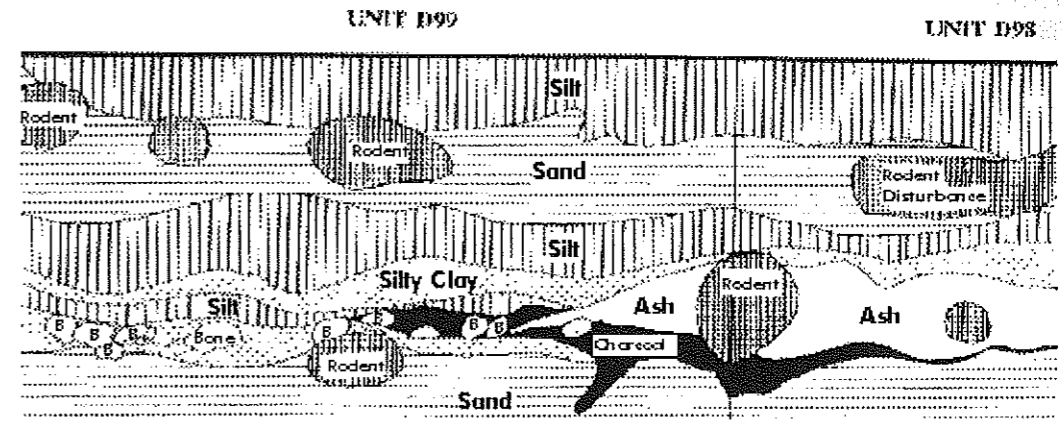 UNIT D99
UNIT D98
Silt
Rodent
Rodent
Sand
Rodent
Disturbance
Silt
Silty Clay
Rodent
Silt
Ash
Ash
B
B
B
B
B
B
B
B
Bone
Charcoal
Rodent
Sand